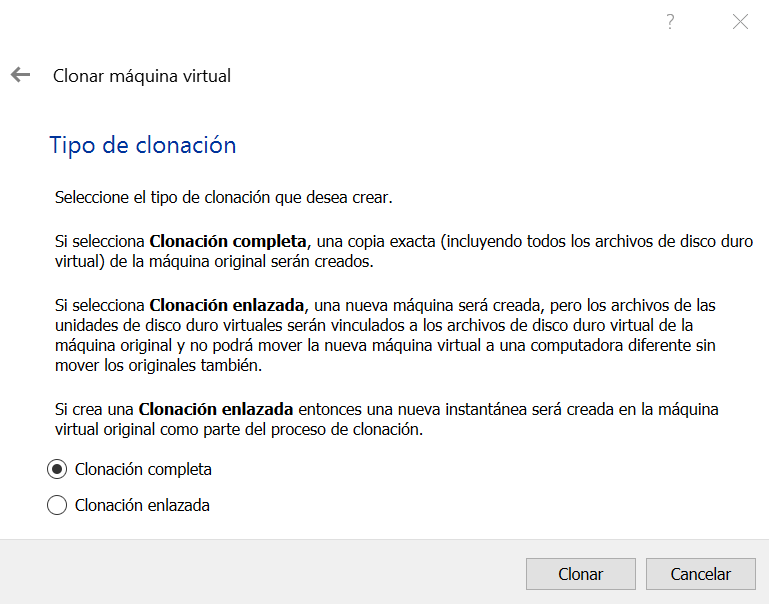 ?
Clonar máquina virtual
Tipo de clonación
Seleccione el tipo de clonación que desea crear.
Si selecciona Clonación completa, una copia exacta (incluyendo todos los archivos de disco duro
virtual) de la máquina original serán creados.
Si selecciona Clonación enlazada, una nueva máquina será creada, pero los archivos de las
unidades de disco duro virtuales serán vinculados a los archivos de disco duro virtual de la
máquina original y no podrá mover la nueva máquina virtual a una computadora diferente sin
mover los originales también.
Si crea una Clonación enlazada entonces una nueva instantánea será creada en la máquina
virtual original como parte del proceso de clonación.
Clonación completa
Clonación enlazada
Clonar Cancelar